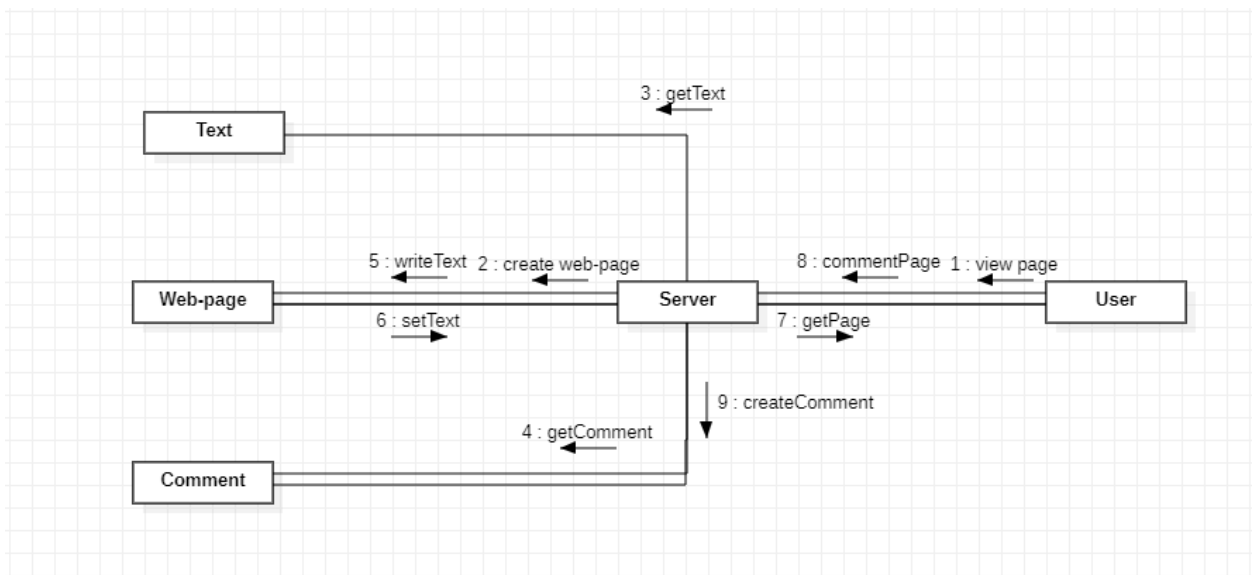 3 : getText
Text
5 : writeText
2 : create web-page
8 : commentPage
1 : view page
Web-page
Server
User
6 : setText
7 : getPage
9 : createComment
4 : getComment
Comment